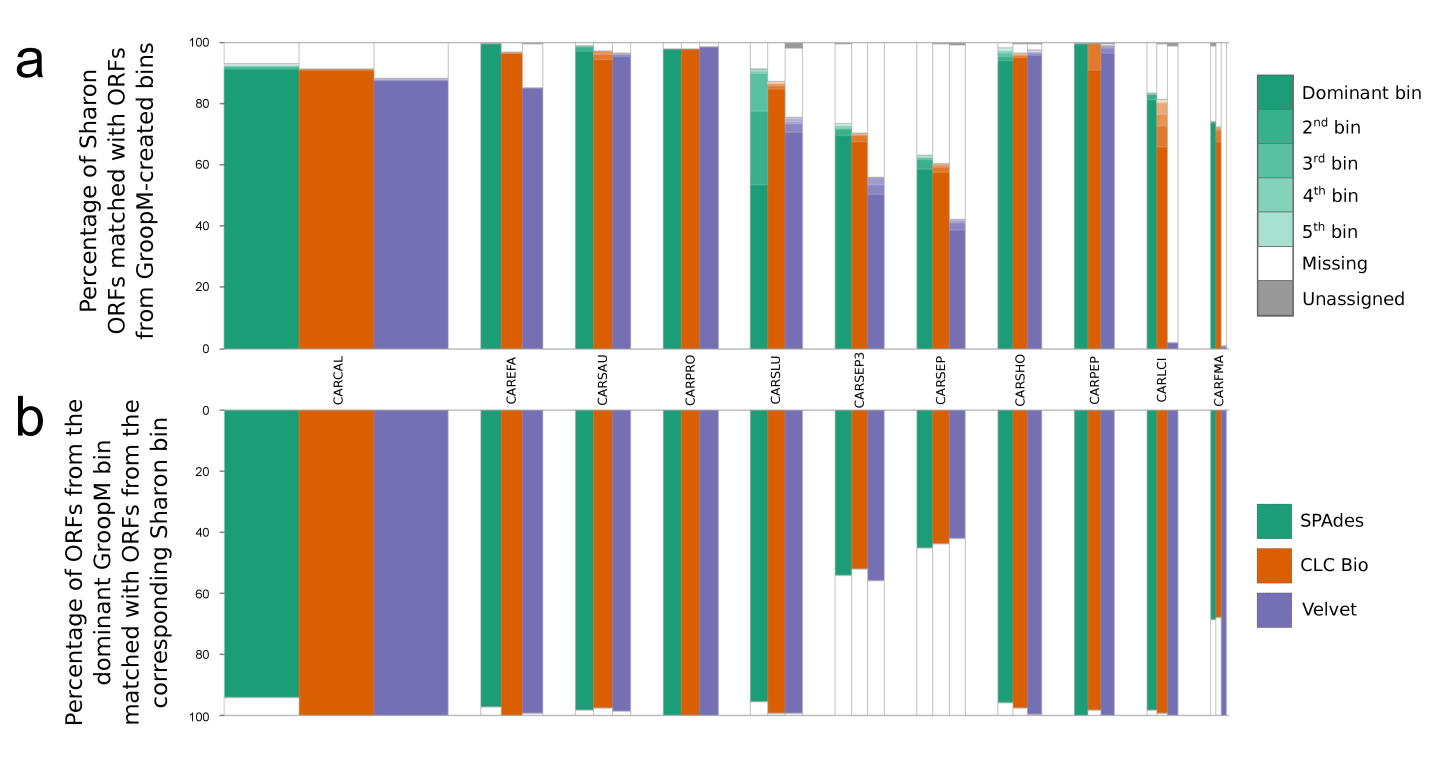 a
Percentage of Sharon
ORFs matched with ORFs
from GroopM-created bins
100
80
60
40
20
0
Dominant bin
2nd bin
3rd bin
4th bin
5th bin
Missing
Unassigned
CARCAL
CAREFA
CARSAU
CARPRO
CARSLU
CARSEP3
CARSEP
CARSHO
CARPEP
CARLCI
CARFMA
b
Percentage of ORFs from the
dominant GroopM bin
matched with ORFs from the
corresponding Sharon bin
0
20
40
60
80
100
SPAdes
CLC Bio
Velvet